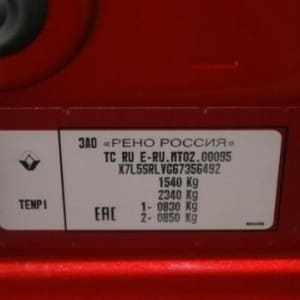 ЗАО «РЕНО РОССИЯ»
TC RU E-RU.MT02.00095
X7L5SRLVG67356492
1540 Kg
2340 Kg
1- 0830 Kg
2- 0850 Kg
TENPI
EAC